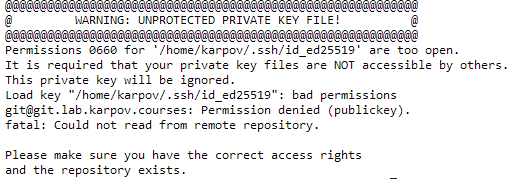 @@@@@@@@@@@@@@@@@@@@@@@@@@@@@@@@@@@@@@@@@@@@@@@@@@@@@@@@@@@
@         WARNING: UNPROTECTED PRIVATE KEY FILE!          @
@@@@@@@@@@@@@@@@@@@@@@@@@@@@@@@@@@@@@@@@@@@@@@@@@@@@@@@@@@@
Permissions 0660 for '/home/karpov/.ssh/id_ed25519' are too open.
It is required that your private key files are NOT accessible by others.
This private key will be ignored.
Load key "/home/karpov/.ssh/id_ed25519": bad permissions
git@git.lab.karpov.courses: Permission denied (publickey).
fatal: Could not read from remote repository.

Please make sure you have the correct access rights
and the repository exists.